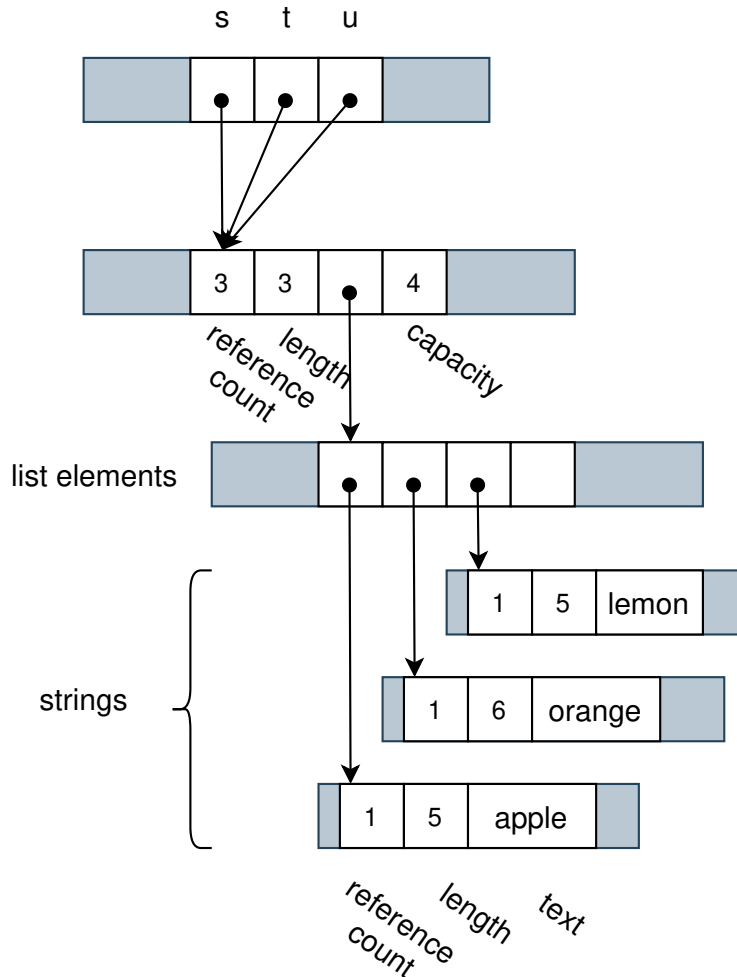 s t u
3 3 4
reference
count
length
capacity
list elements
1 5 lemon
strings
1 6 orange
1 5 apple
reference
count
length
text